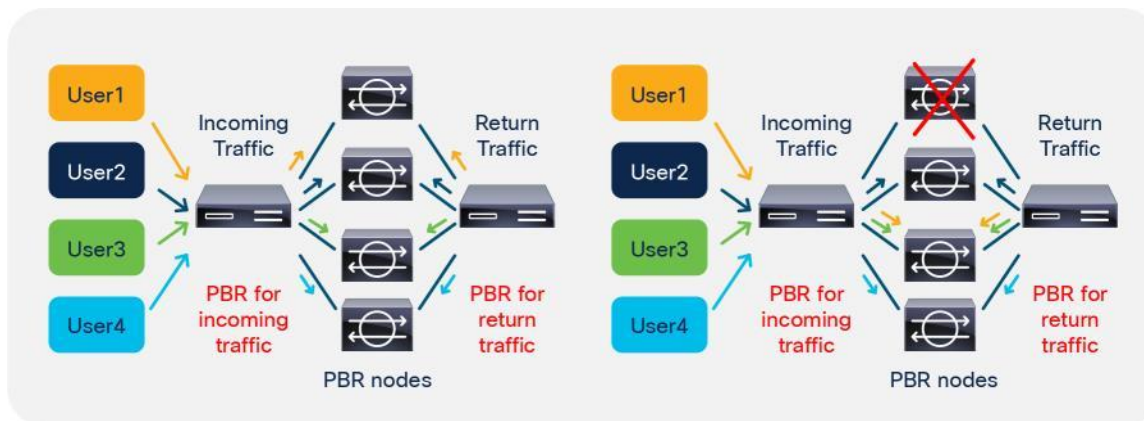 User1
User2
User3
User4
Incoming
Traffic
Return
Traffic
PBR for
incoming
traffic
PBR for
return
traffic
PBR nodes
User1
User2
User3
User4
Incoming
Traffic
Return
Traffic
PBR for
incoming
traffic
PBR for
return
traffic
PBR nodes